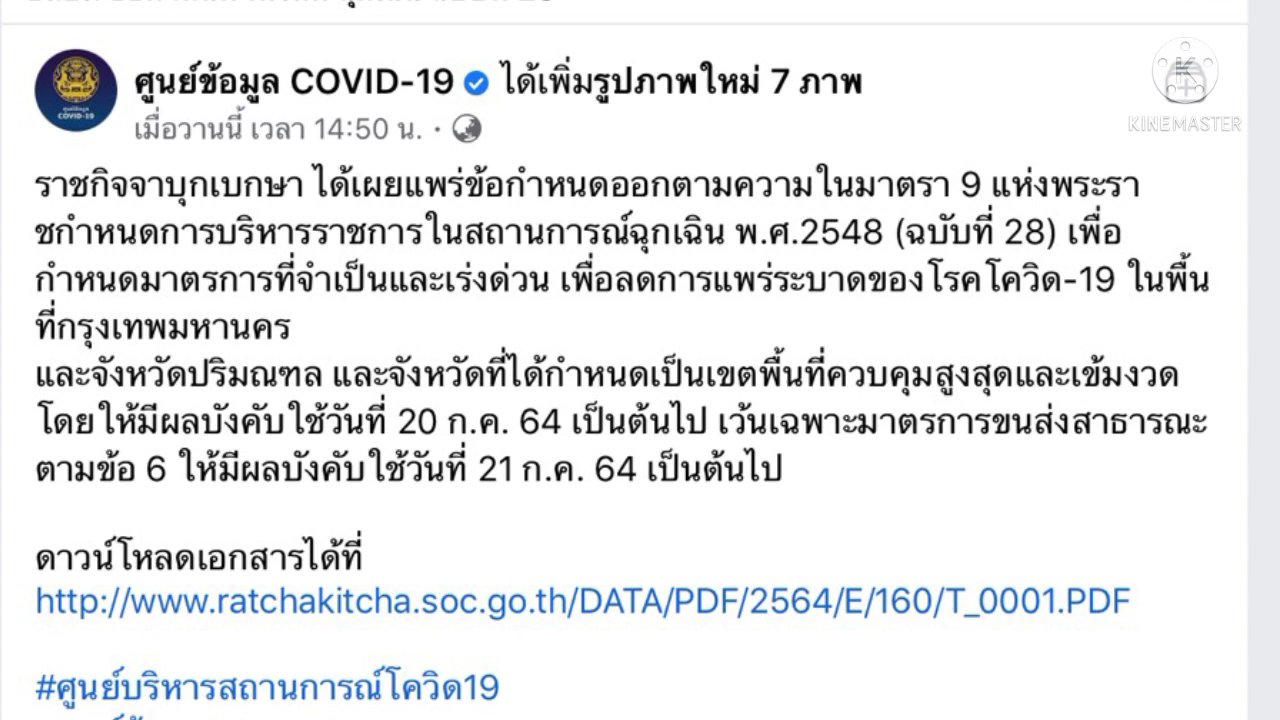 ศูนย์ข้อมูล COVID-19 ได้เพิ่มรูปภาพใหม่ 7 ภาพ
เมื่อวานนี้ เวลา 14:50 น. ·
KINEMASTER
ราชกิจจาบุกเบกษา ได้เผยแพร่ข้อกำหนดออกตามความในมาตรา 9 แห่งพระรา
ชกำหนดการบริหารราชการในสถานการณ์ฉุกเฉิน พ.ศ.2548 (ฉบับที่ 28) เพื่อ
กำหนดมาตรการที่จำเป็นและเร่งด่วน เพื่อลดการแพร่ระบาดของโรคโควิด-19 ในพื้น
ที่กรุงเทพมหานคร
และจังหวัดปริมณฑล และจังหวัดที่ได้กำหนดเป็นเขตพื้นที่ควบคุมสูงสุดและเข้มงวด
โดยให้มีผลบังคับใช้วันที่ 20 ก.ค. 64 เป็นต้นไป เว้นเฉพาะมาตรการขนส่งสาธารณะ
ตามข้อ 6 ให้มีผลบังคับใช้วันที่ 21 ก.ค. 64 เป็นต้นไป
ดาวน์โหลดเอกสารได้ที่
http://www.ratchakitcha.soc.go.th/DATA/PDF/2564/E/160/T_0001.PDF
#ศูนย์บริหารสถานการณ์โควิด19